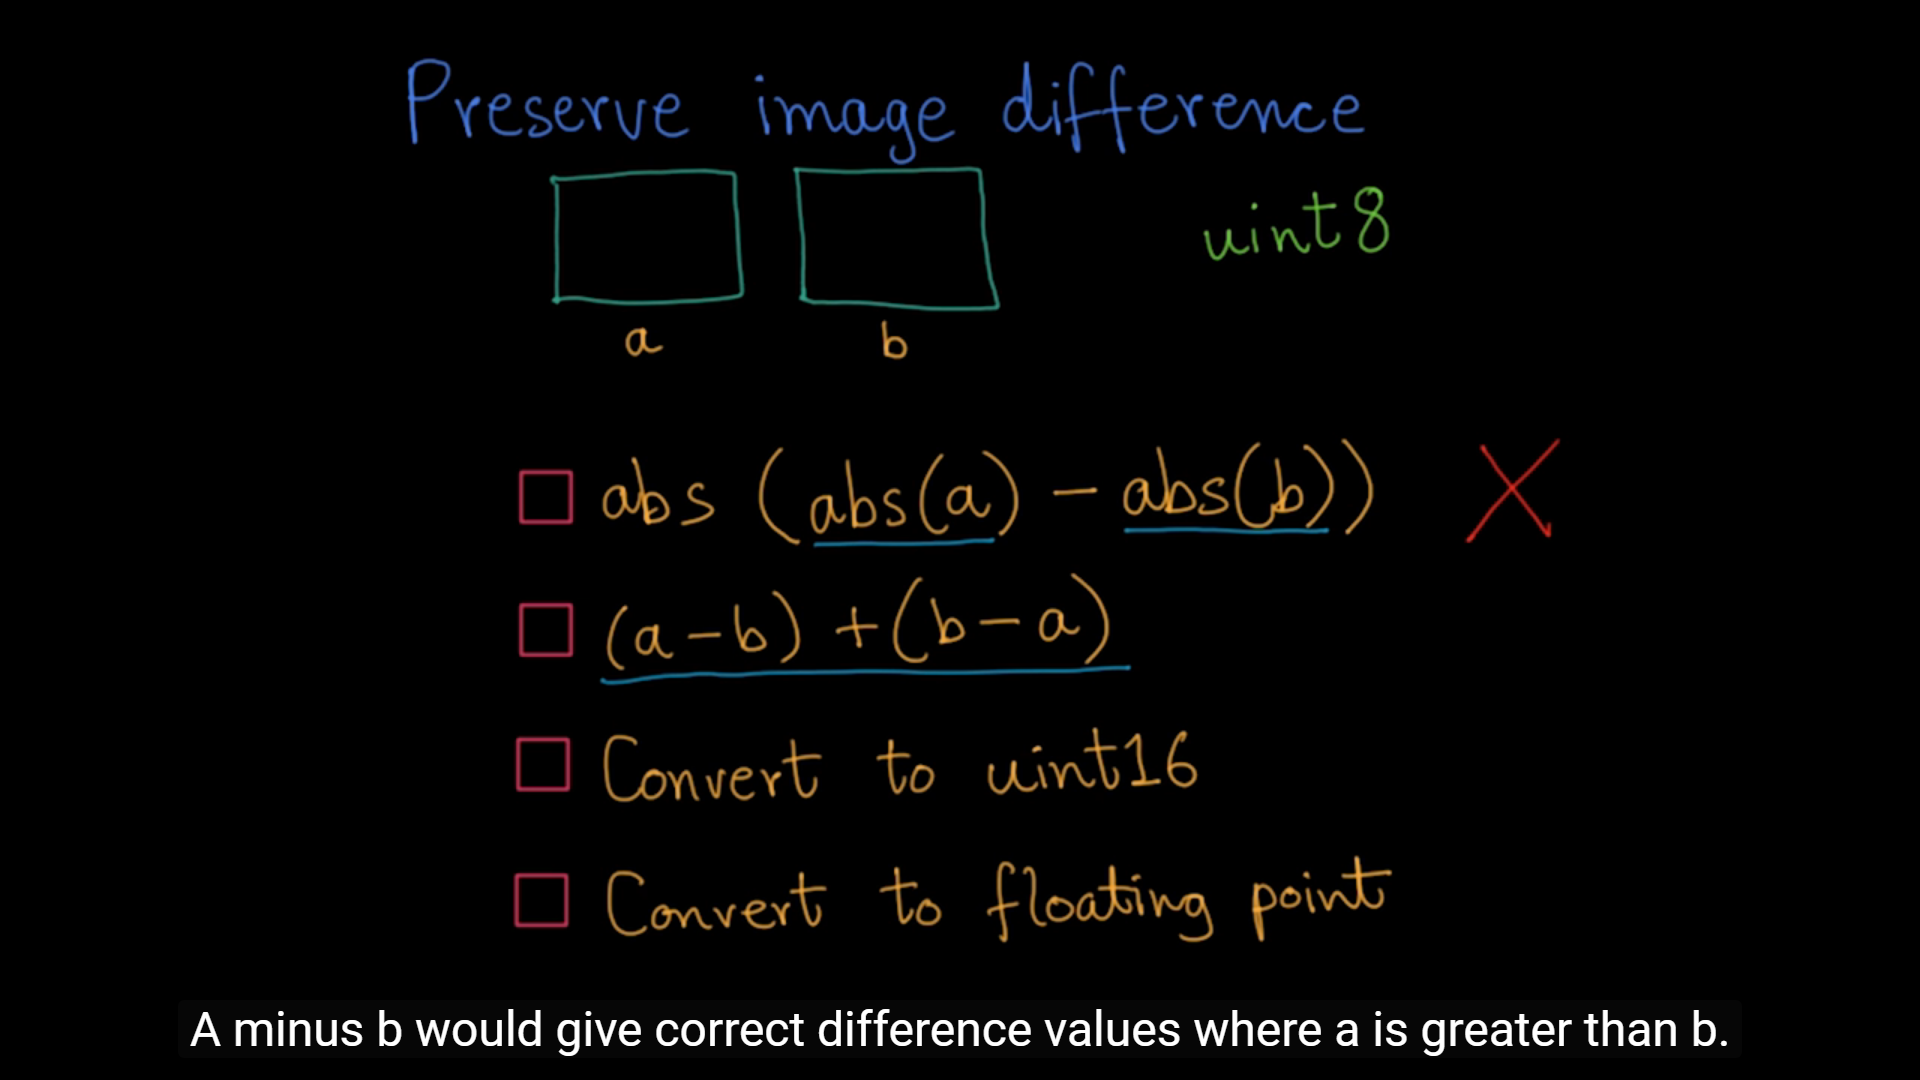 Preserve image difference
uint8
a b
abs (abs(a) - abs(b))
(a-b) + (b-a)
Convert to uint16
Convert to floating point
A minus b would give correct difference values where a is greater than b.